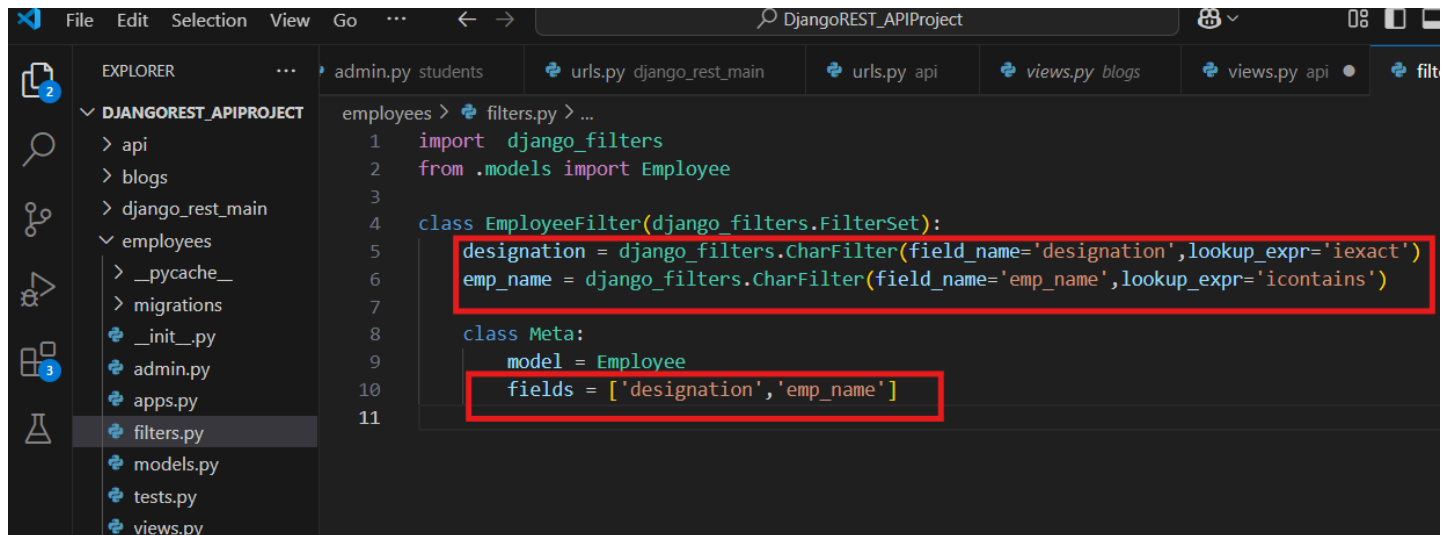 File Edit Selection View Go ··· ← → DjangoREST_APIProject
EXPLORER ···
admin.py students
urls.py django_rest_main
urls.py api
views.py blogs
views.py api ●
2
DJANGOREST_APIPROJECT
> api
> blogs
> django_rest_main
employees
> __pycache__
> migrations
__init__.py
admin.py
apps.py
filters.py
models.py
tests.py
views.py
3
employees > filters.py > ...
1 import  django_filters
2 from .models import Employee
3
4 class EmployeeFilter(django_filters.FilterSet):
5     designation = django_filters.CharFilter(field_name='designation',lookup_expr='iexact')
6     emp_name = django_filters.CharFilter(field_name='emp_name',lookup_expr='icontains')
7
8     class Meta:
9         model = Employee
10         fields = ['designation','emp_name']
11